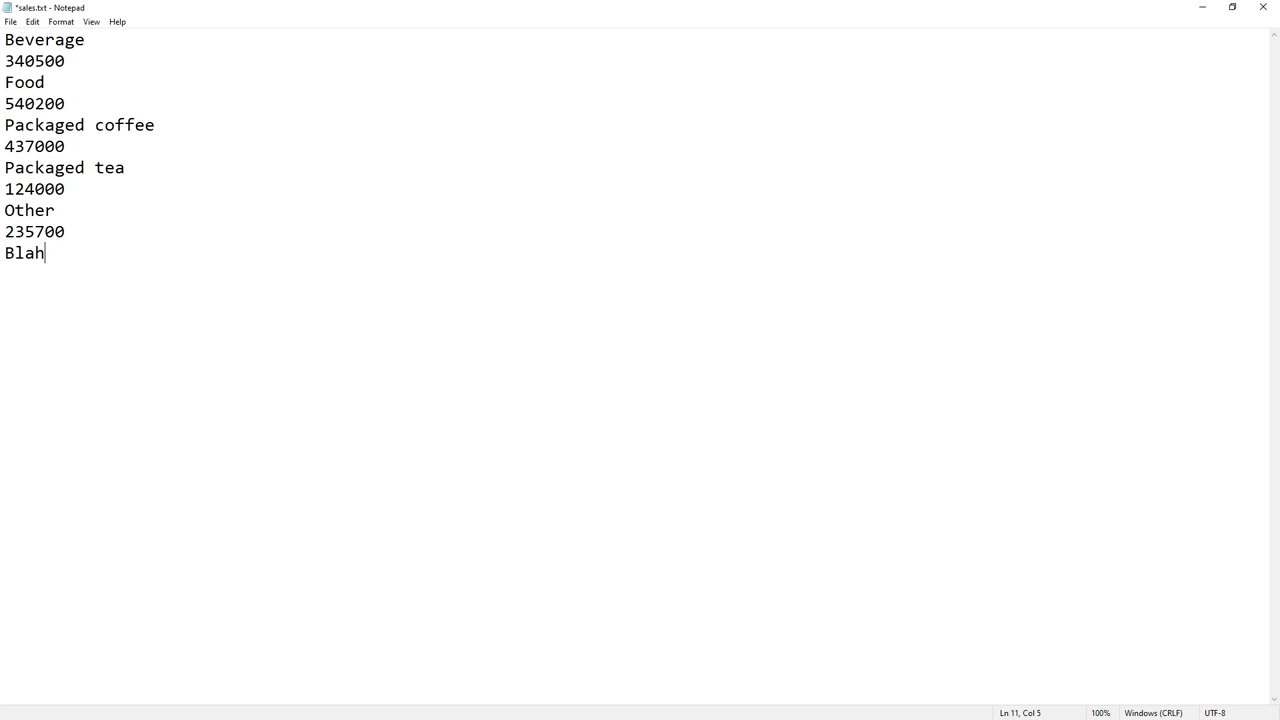 *sales.txt - Notepad
File Edit Format View Help
Beverage
340500
Food
540200
Packaged coffee
437000
Packaged tea
124000
Other
235700
Blah
Ln 11, Col 5 100% Windows (CRLF) UTF-8